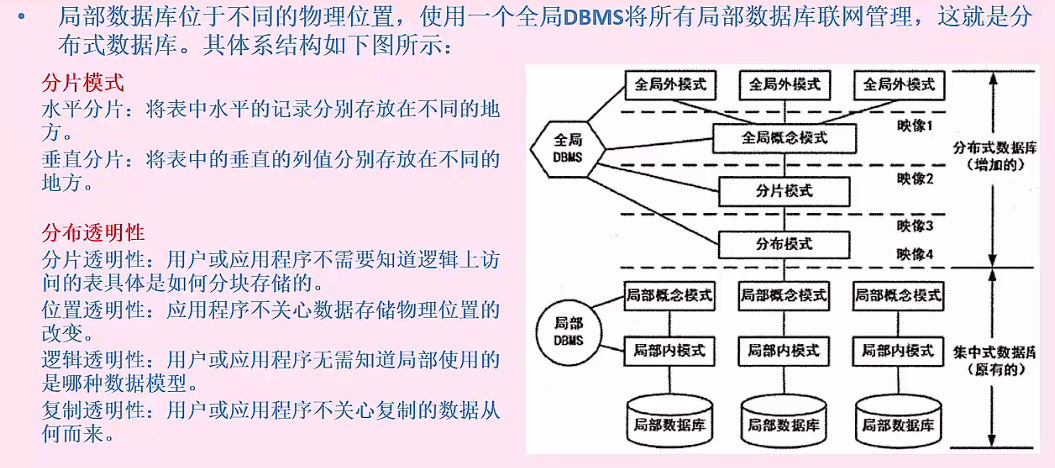 • 局部数据库位于不同的物理位置，使用一个全局DBMS将所有局部数据库联网管理，这就是分
布式数据库。其体系结构如下图所示：
分片模式
水平分片：将表中水平的记录分别存放在不同的地
方。
垂直分片：将表中的垂直的列值分别存放在不同的
地方。
分布透明性
分片透明性：用户或应用程序不需要知道逻辑上访
问的表具体是如何分块存储的。
位置透明性：应用程序不关心数据存储物理位置的
改变。
逻辑透明性：用户或应用程序无需知道局部使用的
是哪种数据模型。
复制透明性：用户或应用程序不关心复制的数据从
何而来。
全局外模式 全局外模式 全局外模式
映像1
全局
DBMS
全局概念模式
分布式数据库
（增加的）
映像2
分片模式
映像3
分布模式
映像4
局部概念模式 局部概念模式 局部概念模式
局部
DBMS
局部内模式 局部内模式 局部内模式
集中式数据库
（原有的）
局部数据库 局部数据库 局部数据库